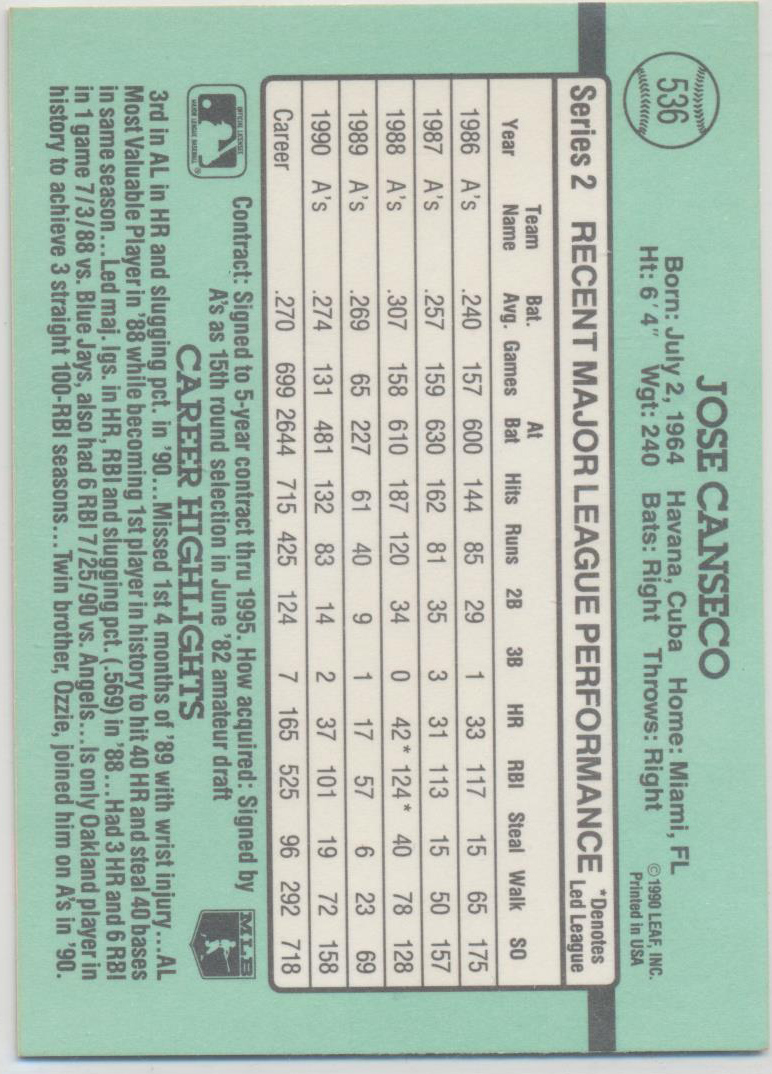 536
JOSE CANSECO
Born: July 2, 1964 Havana, Cuba Home: Miami, FL
Ht: 6'4" Wgt: 240 Bats: Right Throws: Right
©1990 LEAF, INC.
Printed in USA
Series 2 RECENT MAJOR LEAGUE PERFORMANCE *Denotes Led League
Year Team Name Bat. Avg. Games At Bat Hits Runs 2B 3B HR RBI Steal Walk SO
1986 A's .240 157 600 144 85 29 1 33 117 15 65 175
1987 A's .257 159 630 162 81 35 3 31 113 15 50 157
1988 A's .307 158 610 187 120 34 0 42* 124* 40 78 128
1989 A's .269 65 227 61 40 9 1 17 57 6 23 69
1990 A's .274 131 481 132 83 14 2 37 101 19 72 158
Career .270 699 2644 715 425 124 7 165 525 96 292 718
OFFICIAL LICENSEE
MAJOR LEAGUE BASEBALL
Contract: Signed to 5-year contract thru 1995. How acquired: Signed by
A's as 15th round selection in June '82 amateur draft
MLB
CAREER HIGHLIGHTS
3rd in AL in HR and slugging pct. in '90...Missed 1st 4 months of '89 with wrist injury...AL
Most Valuable Player in '88 while becoming 1st player in history to hit 40 HR and steal 40 bases
in same season...Led maj. lgs. in HR, RBI and slugging pct. (.569) in '88...Had 3 HR and 6 RBI
in 1 game 7/3/88 vs. Blue Jays, also had 6 RBI 7/25/90 vs. Angels...Is only Oakland player in
history to achieve 3 straight 100-RBI seasons...Twin brother, Ozzie, joined him on A's in '90.